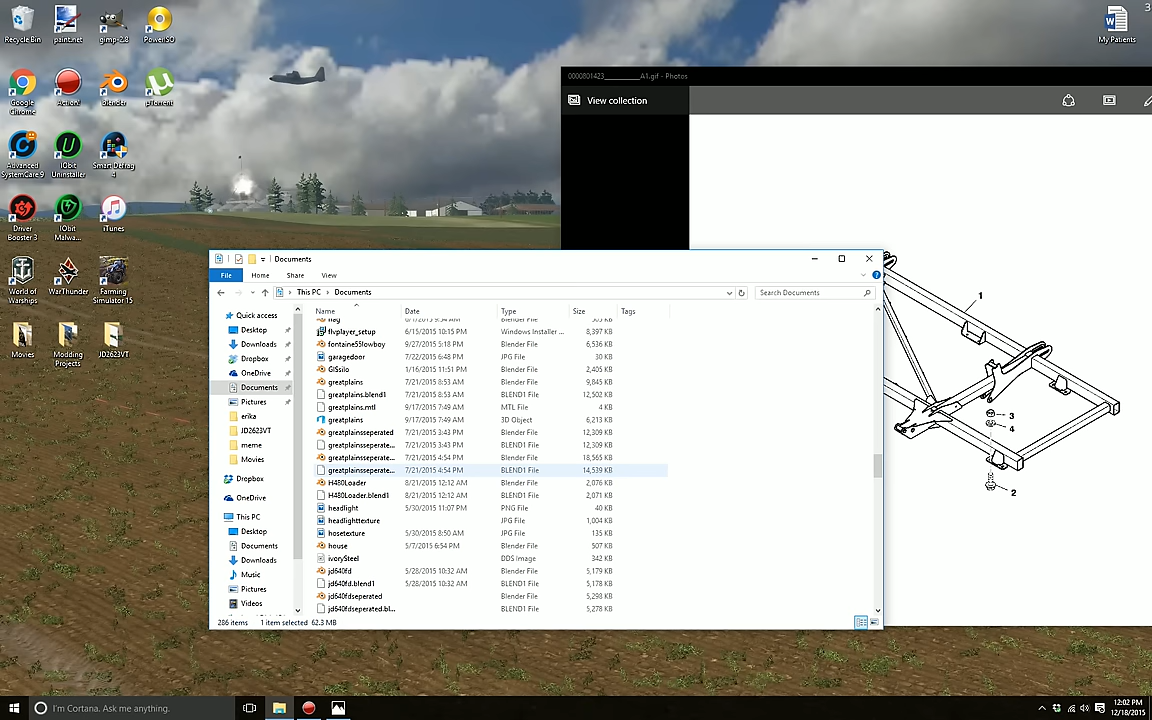 Recycle Bin
paint.net
gimp-2.8
PowerISO
My Patients
Google Chrome
Action!
blender
µTorrent
Advanced SystemCare 9
IObit Uninstaller
Smart Defrag 4
Driver Booster 3
IObit Malwa...
iTunes
World of Warships
WarThunder
Farming Simulator 15
Movies
Modding Projects
JD2623VT
0000801423__________A1.gif - Photos
View collection
1
3
4
2
Documents
File Home Share View
This PC > Documents
Search Documents
Name Date Type Size Tags
flvplayer_setup 6/15/2015 10:15 PM Windows Installer ... 8,397 KB
fontaine55lowboy 9/27/2015 5:18 PM Blender File 6,536 KB
garagedoor 7/22/2015 6:48 PM JPG File 30 KB
GISsilo 1/16/2015 11:51 PM Blender File 2,405 KB
greatplains 7/21/2015 8:53 AM Blender File 9,845 KB
greatplains.blend1 7/21/2015 8:53 AM BLEND1 File 12,502 KB
greatplains.mtl 9/17/2015 7:49 AM MTL File 4 KB
greatplains 9/17/2015 7:49 AM 3D Object 6,213 KB
greatplainsseperated 7/21/2015 3:43 PM Blender File 12,309 KB
greatplainsseperate... 7/21/2015 3:43 PM BLEND1 File 12,309 KB
greatplainsseperate... 7/21/2015 4:54 PM Blender File 18,565 KB
greatplainsseperate... 7/21/2015 4:54 PM BLEND1 File 14,539 KB
H480Loader 8/21/2015 12:12 AM Blender File 2,076 KB
H480Loader.blend1 8/21/2015 12:12 AM BLEND1 File 2,071 KB
headlight 5/30/2015 11:07 PM PNG File 40 KB
headlighttexture JPG File 1,004 KB
hosetexture 5/30/2015 8:50 AM JPG File 135 KB
house 5/7/2015 6:54 PM Blender File 507 KB
ivorySteel DDS Image 342 KB
jd640fd 5/28/2015 10:32 AM Blender File 5,179 KB
jd640fd.blend1 5/28/2015 10:32 AM BLEND1 File 5,178 KB
jd640fdseperated Blender File 5,298 KB
jd640fdseperated.bl... BLEND1 File 5,278 KB
Quick access
Desktop
Downloads
Dropbox
OneDrive
Documents
Pictures
erika
JD2623VT
meme
Movies
Dropbox
OneDrive
This PC
Desktop
Documents
Downloads
Music
Pictures
Videos
286 items 1 item selected 62.3 MB
I'm Cortana. Ask me anything.
12:02 PM
12/18/2015